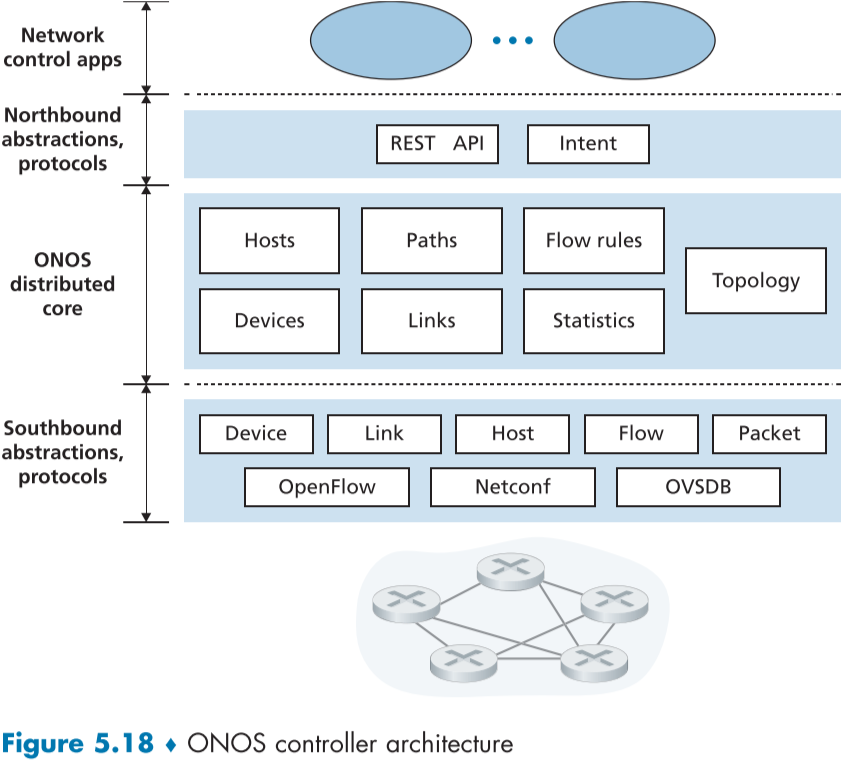 Network
control apps
Northbound
abstractions,
protocols
REST API
Intent
ONOS
distributed
core
Hosts
Paths
Flow rules
Topology
Devices
Links
Statistics
Southbound
abstractions,
protocols
Device
Link
Host
Flow
Packet
OpenFlow
Netconf
OVSDB
Figure 5.18 ♦ ONOS controller architecture